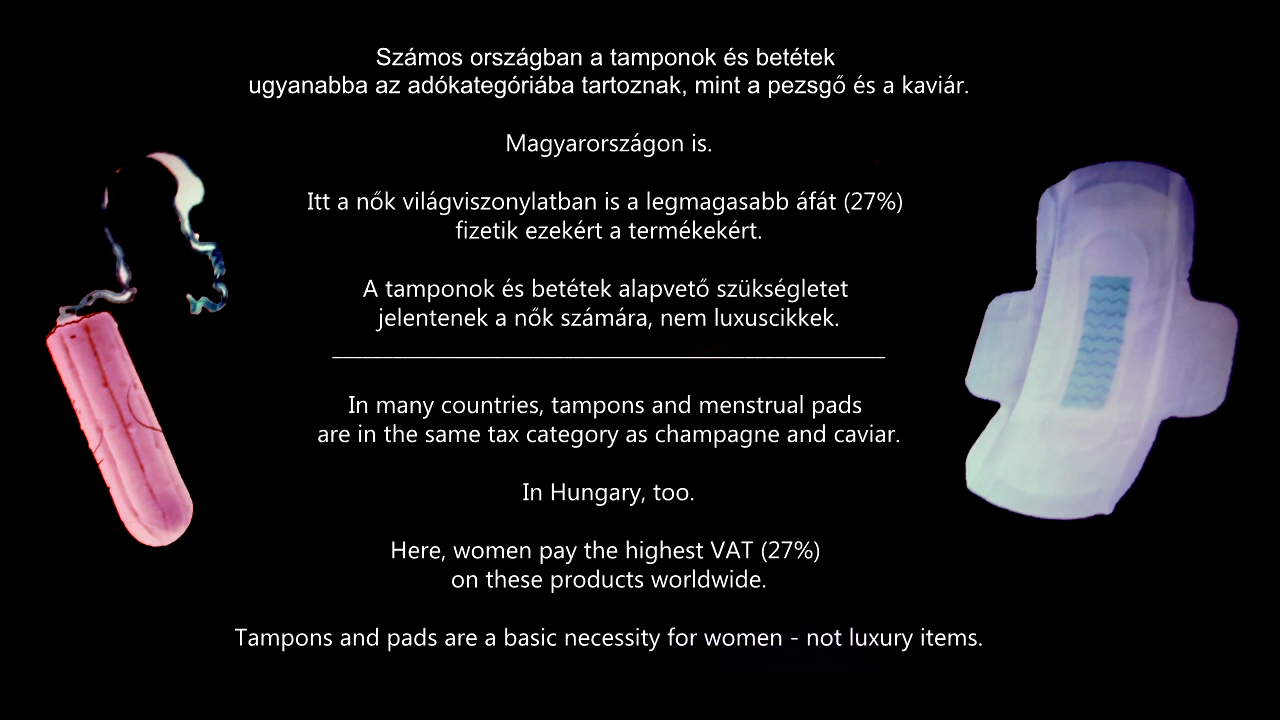 Számos országban a tamponok és betétek
ugyanabba az adókategóriába tartoznak, mint a pezsgő és a kaviár.
Magyarországon is.
Itt a nők világviszonylatban is a legmagasabb áfát (27%)
fizetik ezekért a termékekért.
A tamponok és betétek alapvető szükségletet
jelentenek a nők számára, nem luxuscikkek.
In many countries, tampons and menstrual pads
are in the same tax category as champagne and caviar.
In Hungary, too.
Here, women pay the highest VAT (27%)
on these products worldwide.
Tampons and pads are a basic necessity for women - not luxury items.